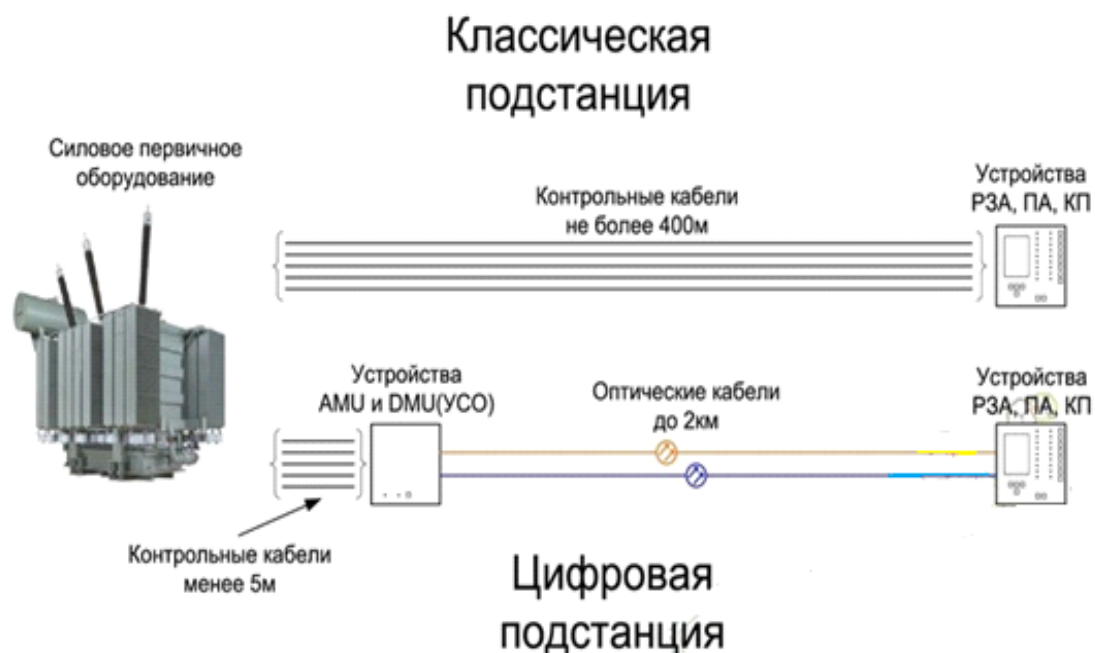 Классическая
подстанция
Силовое первичное
оборудование
Контрольные кабели
не более 400м
Устройства
РЗА, ПА, КП
Устройства
AMU и DMU(УСО)
Оптические кабели
до 2км
Устройства
РЗА, ПА, КП
Контрольные кабели
менее 5м
Цифровая
подстанция